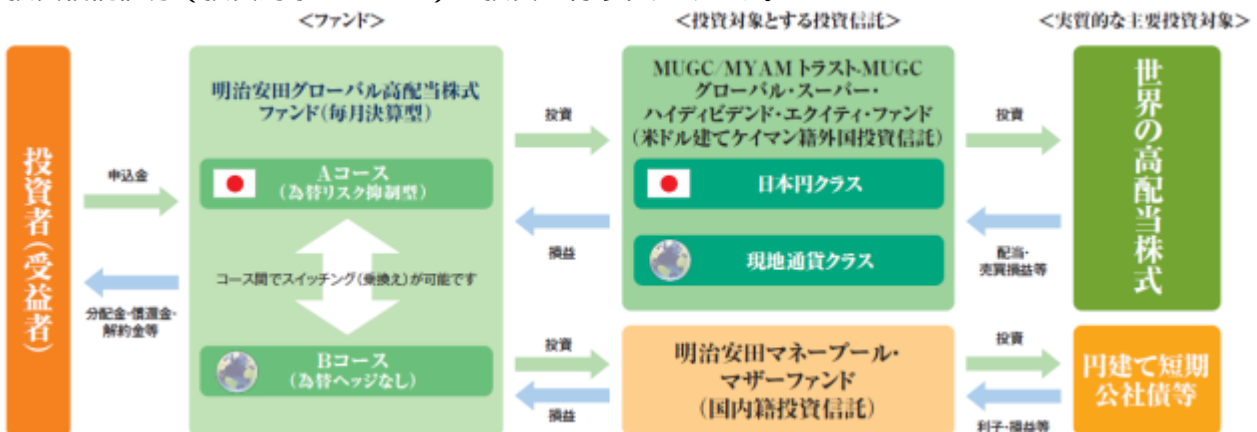 <ファンド>
<投資対象とする投資信託>
<実質的な主要投資対象>
投資者(受益者)
申込金
分配金・償還金・
解約金等
明治安田グローバル高配当株式
ファンド(毎月決算型)
Aコース
(為替リスク抑制型)
コース間でスイッチング(乗換え)が可能です
Bコース
(為替ヘッジなし)
投資
損益
投資
損益
MUGC/MYAMトラスト-MUGC
グローバル・スーパー・
ハイディビデンド・エクイティ・ファンド
(米ドル建てケイマン籍外国投資信託)
日本円クラス
現地通貨クラス
明治安田マネープール・
マザーファンド
(国内籍投資信託)
投資
配当・
売買損益等
投資
利子・損益等
世界の高配当株式
円建て短期
公社債等